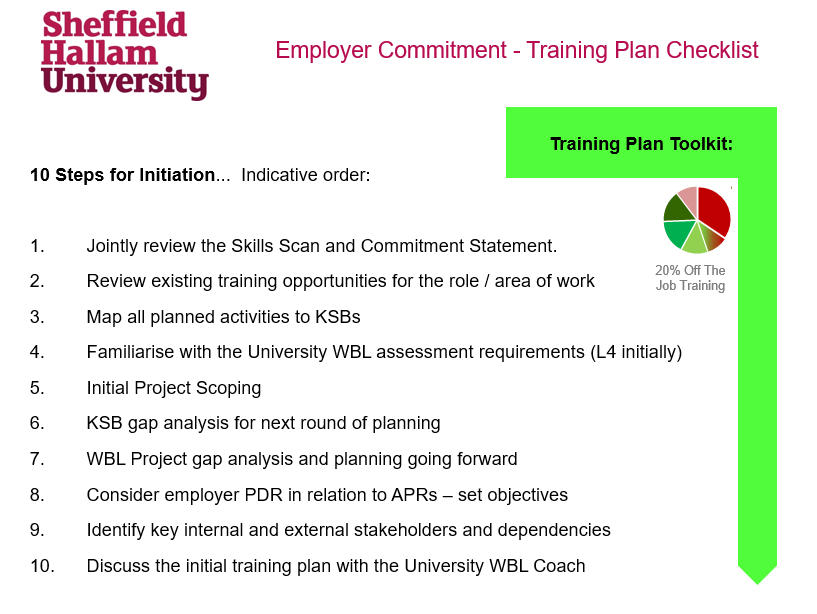 Sheffield
Hallam
University
Employer Commitment - Training Plan Checklist
Training Plan Toolkit:
10 Steps for Initiation... Indicative order:
1. Jointly review the Skills Scan and Commitment Statement.
2. Review existing training opportunities for the role / area of work
20% Off The
Job Training
3. Map all planned activities to KSBs
4. Familiarise with the University WBL assessment requirements (L4 initially)
5. Initial Project Scoping
6. KSB gap analysis for next round of planning
7. WBL Project gap analysis and planning going forward
8. Consider employer PDR in relation to APRs – set objectives
9. Identify key internal and external stakeholders and dependencies
10. Discuss the initial training plan with the University WBL Coach